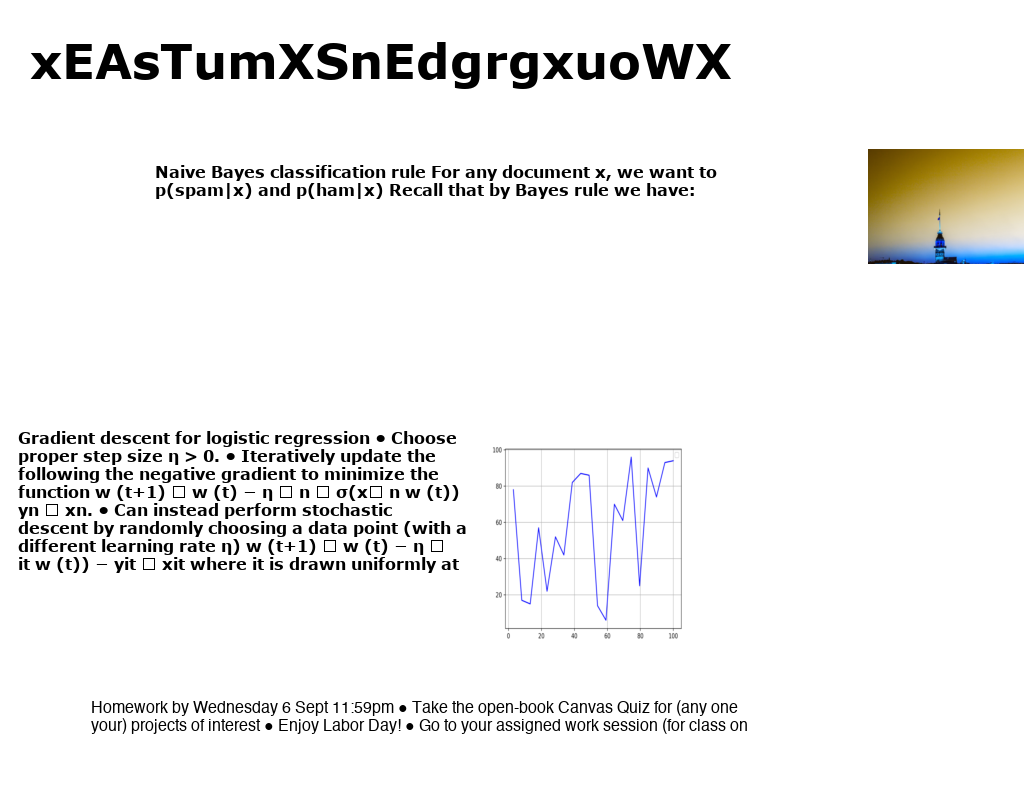 xEAsTumXSnEdgrgxuoWX
Naive Bayes classification rule For any document x, we want to
p(spam|x) and p(ham|x) Recall that by Bayes rule we have:
Gradient descent for logistic regression ● Choose
proper step size η > 0. ● Iteratively update the
following the negative gradient to minimize the
function w (t+1) □ w (t) − η □ n □ σ(x□ n w (t))
yn □ xn. ● Can instead perform stochastic
descent by randomly choosing a data point (with a
different learning rate η) w (t+1) □ w (t) − η □
it w (t)) − yit □ xit where it is drawn uniformly at
100
80
60
40
20
0 20 40 60 80 100
Homework by Wednesday 6 Sept 11:59pm ● Take the open-book Canvas Quiz for (any one
your) projects of interest ● Enjoy Labor Day! ● Go to your assigned work session (for class on